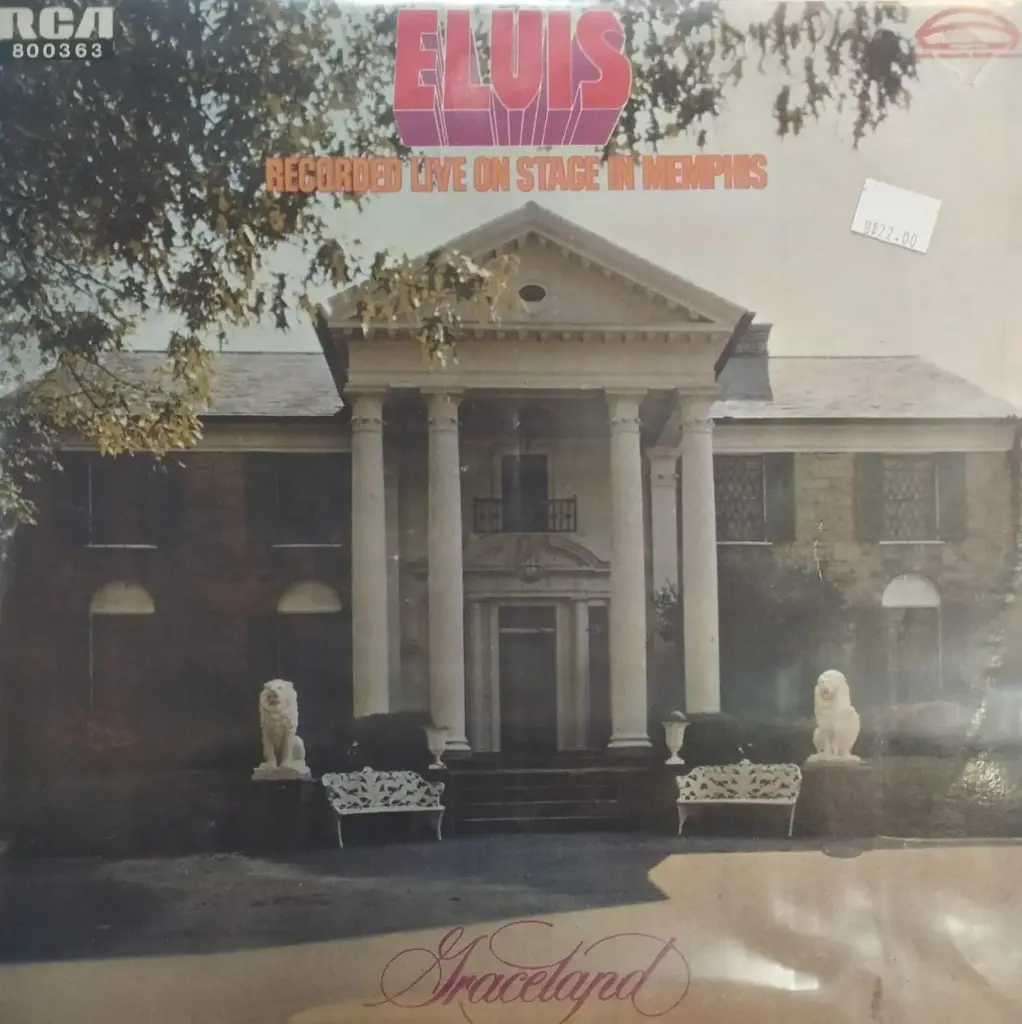 RCA
800363
ELVIS
RECORDED LIVE ON STAGE IN MEMPHIS
Graceland